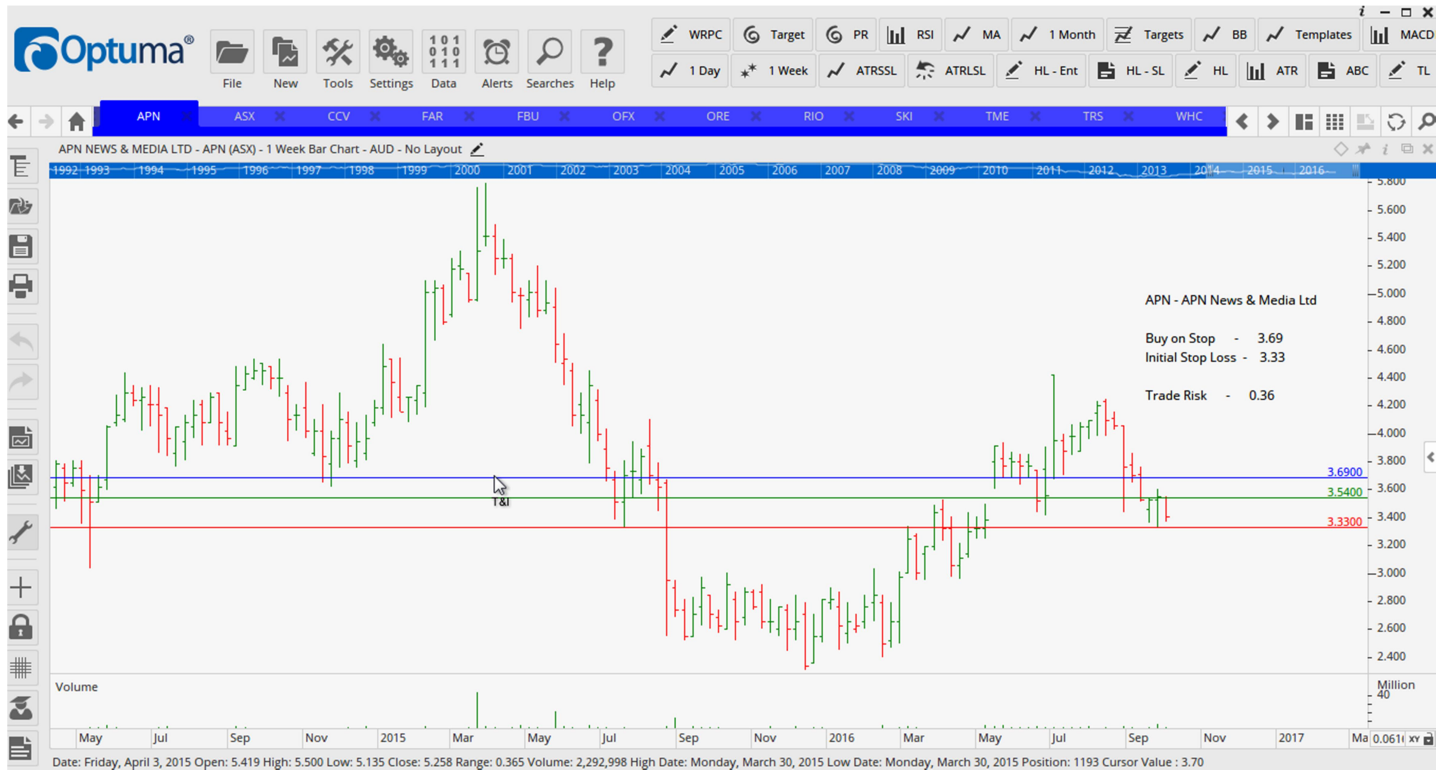 Optuma®
File New Tools Settings Data Alerts Searches Help
WRPC Target PR RSI MA 1 Month Targets BB Templates MACD
1 Day 1 Week ATRSSL ATRLSL HL - Ent HL - SL HL ATR ABC TL
APN ASX CCV FAR FBU OFX ORE RIO SKI TME TRS WHC
APN NEWS & MEDIA LTD - APN (ASX) - 1 Week Bar Chart - AUD - No Layout
1992 1993 1994 1995 1996 1997 1998 1999 2000 2001 2002 2003 2004 2005 2006 2007 2008 2009 2010 2011 2012 2013 2014 2015 2016
5.800
5.600
5.400
5.200
5.000
4.800
4.600
4.400
4.200
4.000
3.800
3.600
3.400
3.200
3.000
2.800
2.600
2.400
APN - APN News & Media Ltd
Buy on Stop - 3.69
Initial Stop Loss - 3.33
Trade Risk - 0.36
3.6900
3.5400
3.3300
T&I
Volume
Million
40
May Jul Sep Nov 2015 Mar May Jul Sep Nov 2016 Mar May Jul Sep Nov 2017 Ma 0.061 XY
Date: Friday, April 3, 2015 Open: 5.419 High: 5.500 Low: 5.135 Close: 5.258 Range: 0.365 Volume: 2,292,998 High Date: Monday, March 30, 2015 Low Date: Monday, March 30, 2015 Position: 1193 Cursor Value : 3.70